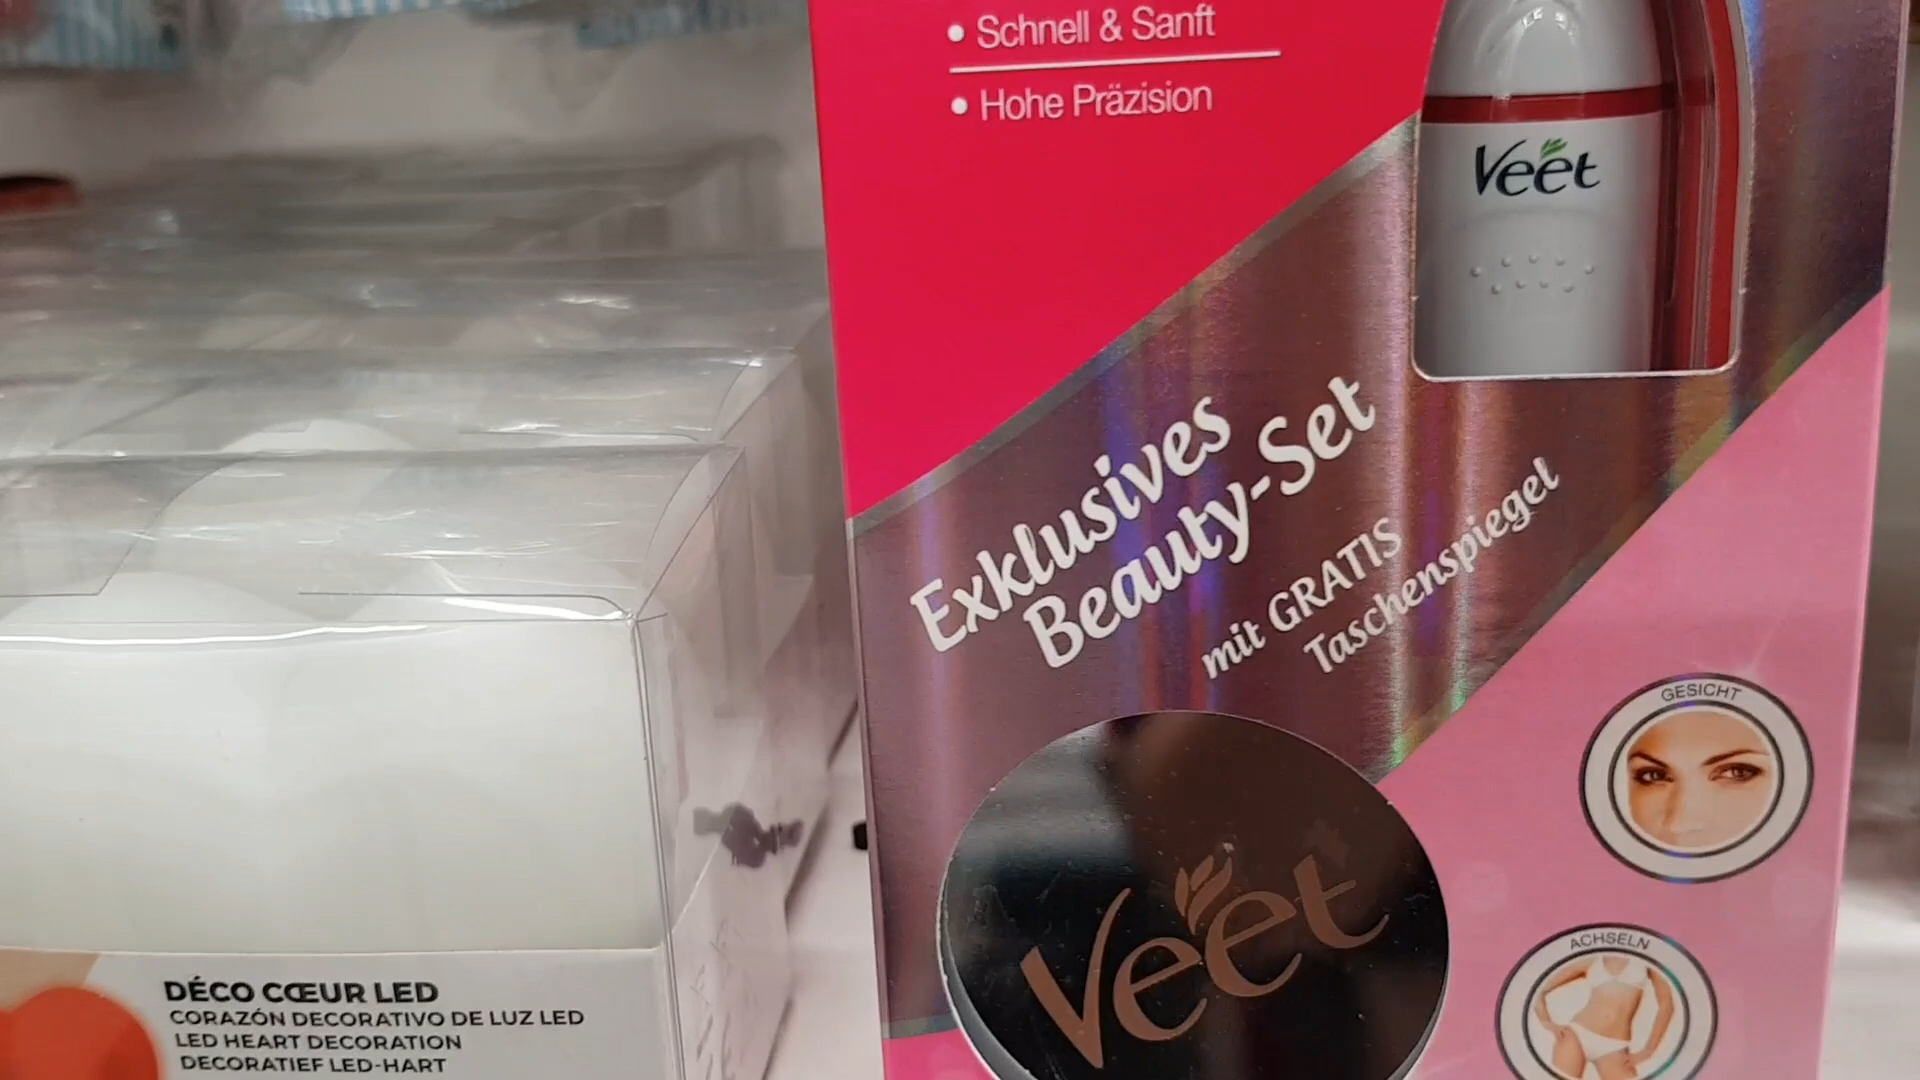 • Schnell & Sanft
• Hohe Präzision
Veet
Exklusives
Beauty-Set
mit GRATIS
Taschenspiegel
GESICHT
Veet
ACHSELN
DÉCO CŒUR LED
CORAZÓN DECORATIVO DE LUZ LED
LED HEART DECORATION
DECORATIEF LED-HART